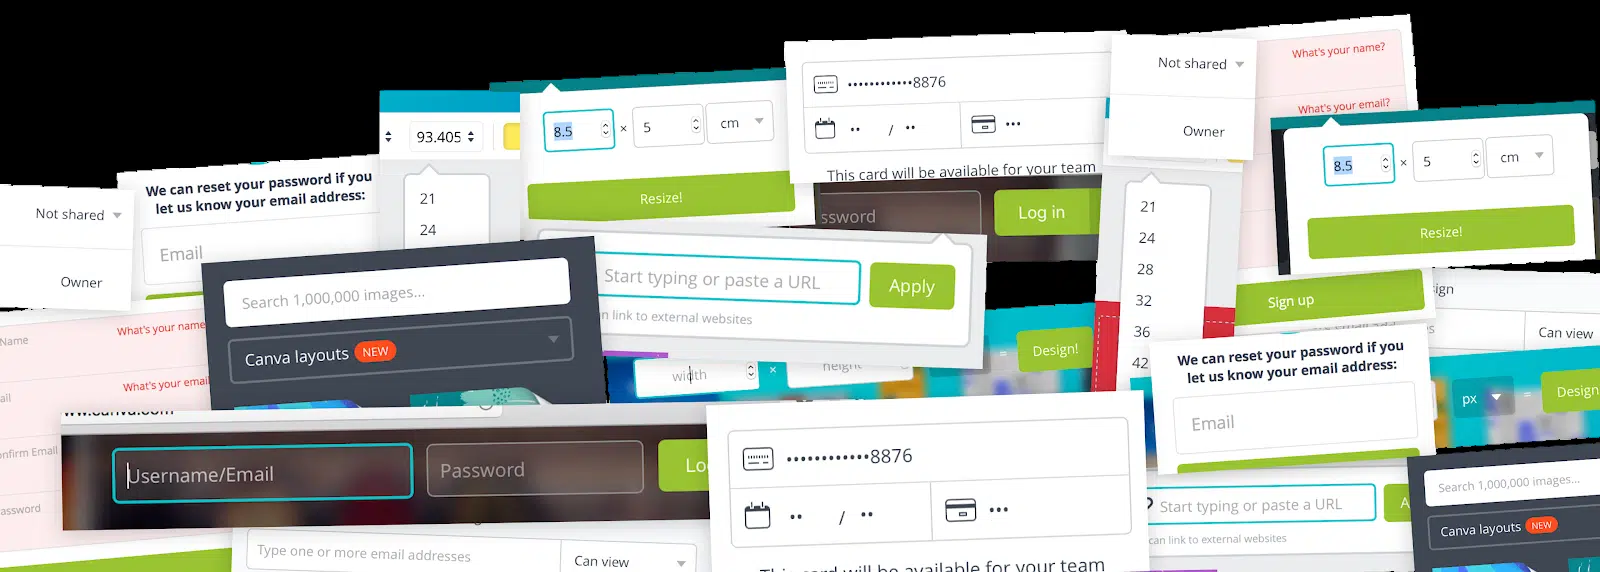 What's your name?
What's your email?
Not shared
Owner
••••••••••••8876
•• / ••
•••
This card will be available for your team
8.5 × 5 cm
Resize!
93.405
21
24
We can reset your password if you
let us know your email address:
Email
Not shared
Owner
ssword
Log in
21
24
28
32
36
42
8.5 × 5 cm
Resize!
Sign up
Can view
Start typing or paste a URL
Apply
n link to external websites
Search 1,000,000 images...
Canva layouts NEW
width × height = Design!
What's your name
What's your email
Name
ail
nfirm Email
assword
We can reset your password if you
let us know your email address:
Email
px = Design
ww.canva.com
Username/Email
Password
Lo
••••••••••••8876
•• / ••
•••
This card will be available for your team
Type one or more email addresses
Can view
Start typing or paste a URL
A
can link to external websites
Search 1,000,000 images...
Canva layouts NEW